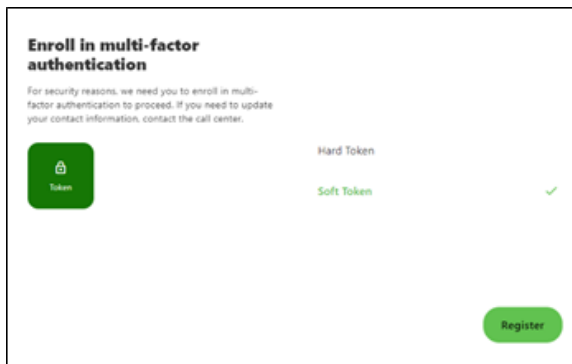 Enroll in multi-factor
authentication
For security reasons, we need you to enroll in multi-
factor authentication to proceed. If you need to update
your contact information, contact the call center.
Token
Hard Token
Soft Token
Register